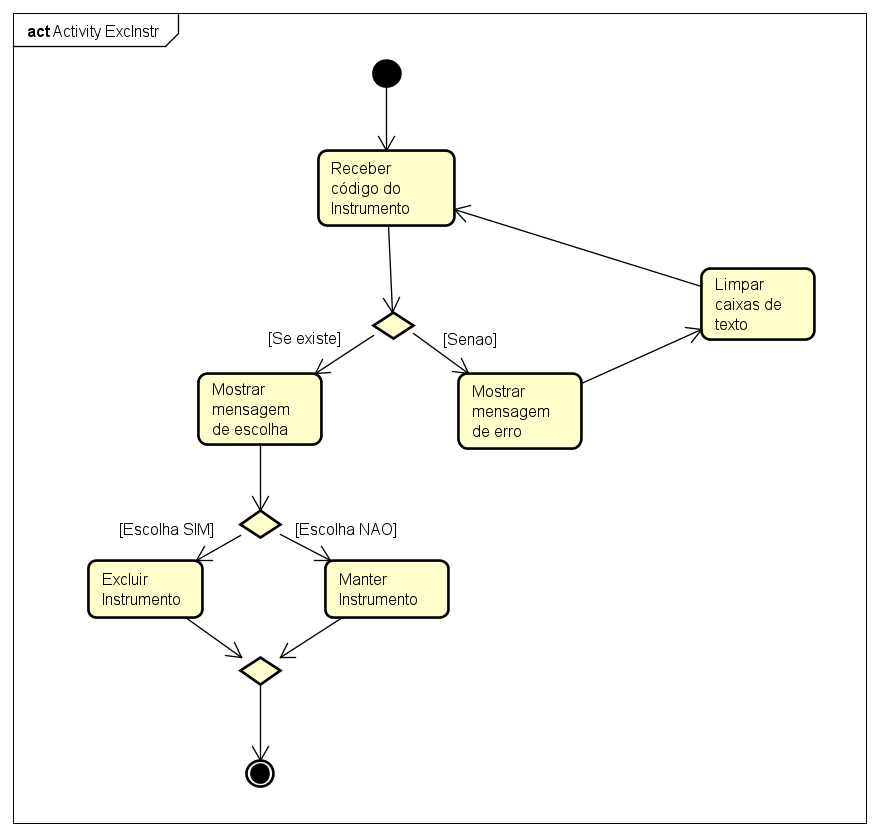 act Activity ExcInstr
Receber
código do
Instrumento
Limpar
caixas de
texto
[Se existe]
[Senao]
Mostrar
mensagem
de escolha
Mostrar
mensagem
de erro
[Escolha SIM]
[Escolha NAO]
Excluir
Instrumento
Manter
Instrumento